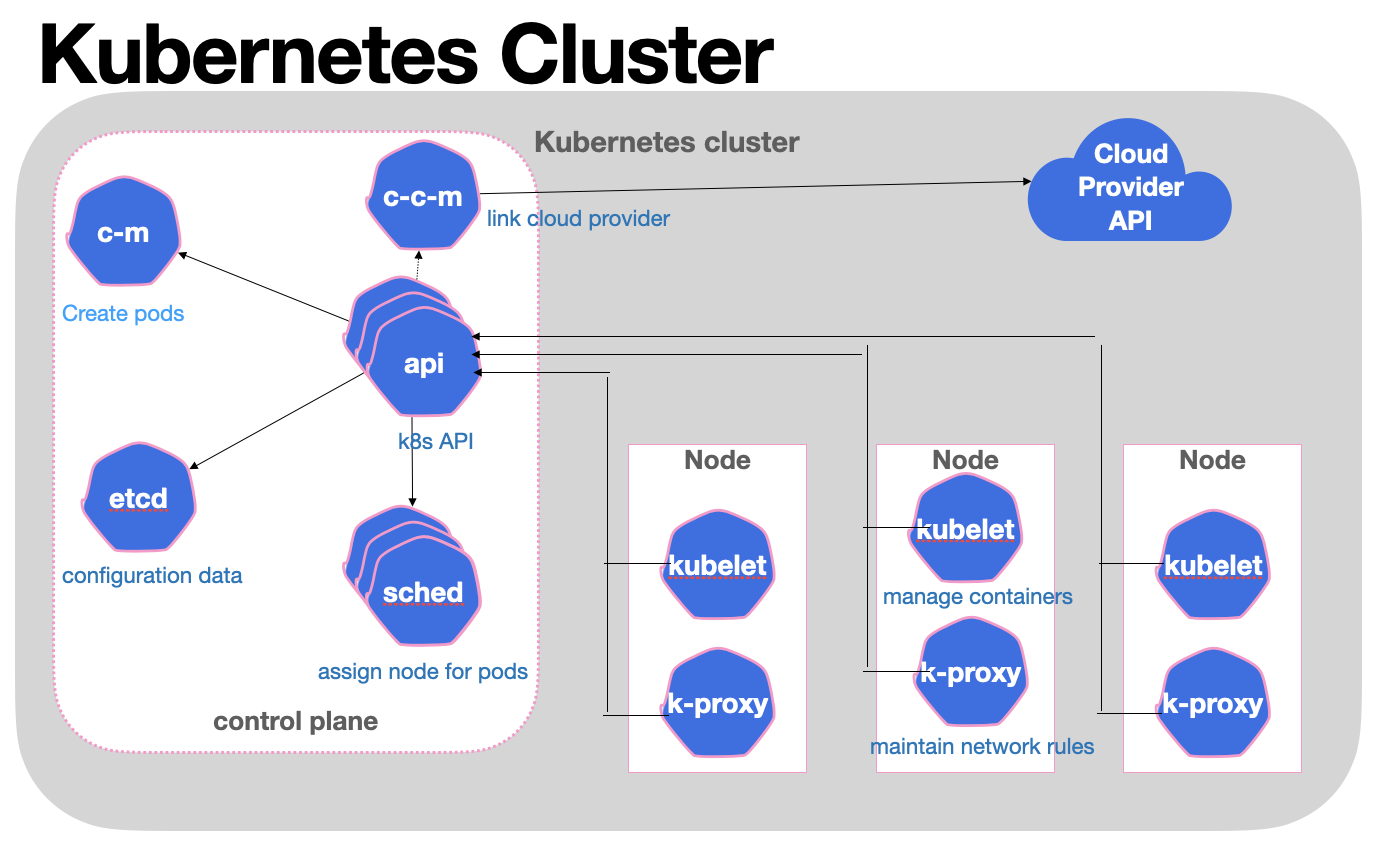 Kubernetes Cluster
Kubernetes cluster
c-c-m
link cloud provider
Cloud
Provider
API
c-m
Create pods
api
k8s API
etcd
configuration data
sched
assign node for pods
control plane
Node
kubelet
k-proxy
Node
kubelet
manage containers
k-proxy
maintain network rules
Node
kubelet
k-proxy